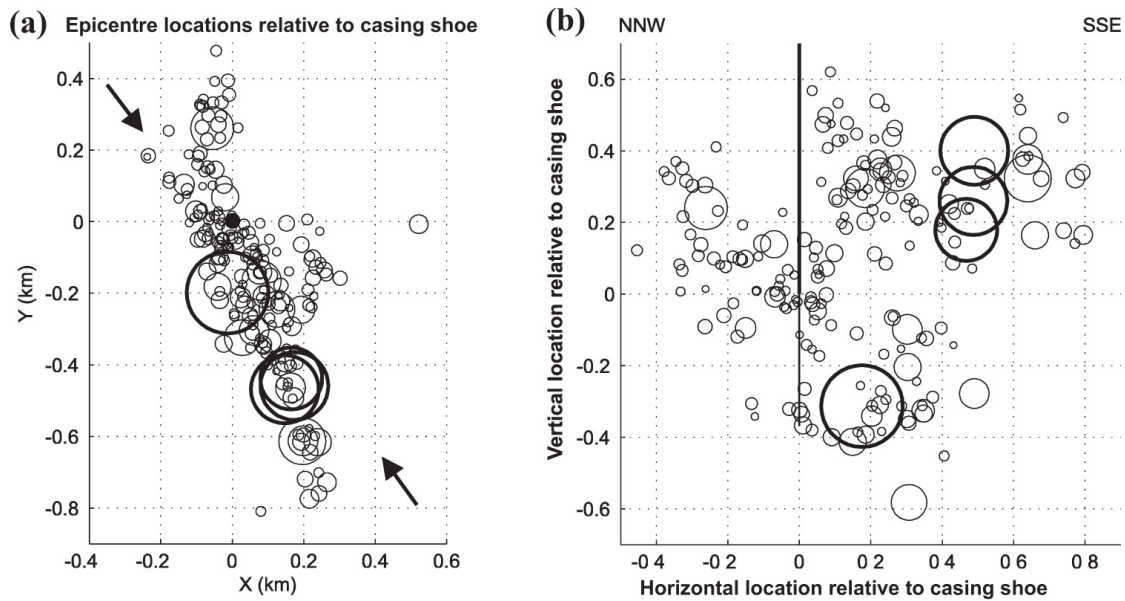 (a) Epicentre locations relative to casing shoe
0.4
0.2
0
-0.2
-0.4
-0.6
-0.8
Y (km)
-0.4 -0.2 0 0.2 0.4 0.6
X (km)
(b) NNW SSE
0.6
0.4
0.2
0
-0.2
-0.4
-0.6
Vertical location relative to casing shoe
-0 4 -0 2 0 0 2 0 4 0 6 0 8
Horizontal location relative to casing shoe